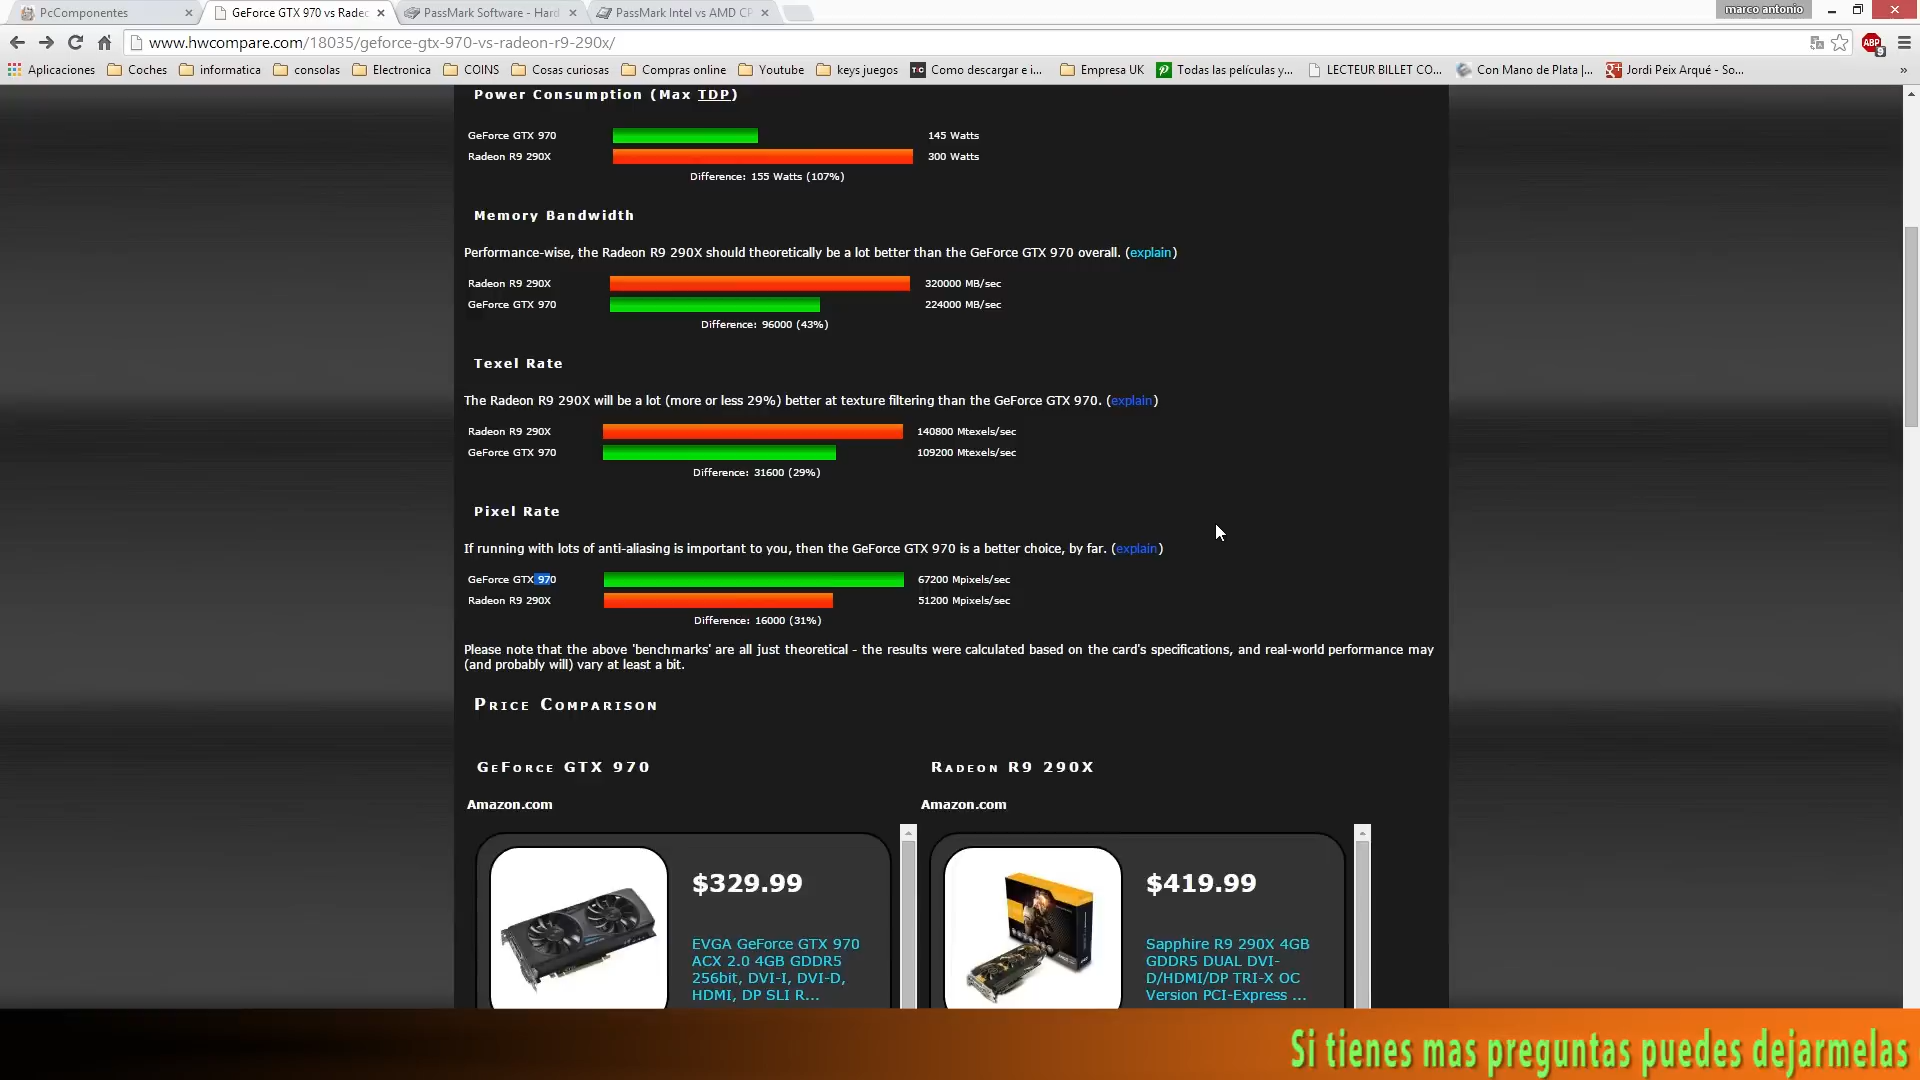 PcComponentes
GeForce GTX 970 vs Radec
PassMark Software - Hard
PassMark Intel vs AMD CP
marco antonio
www.hwcompare.com/18035/geforce-gtx-970-vs-radeon-r9-290x/
ABP
9
Aplicaciones
Coches
informatica
consolas
Electronica
COINS
Cosas curiosas
Compras online
Youtube
keys juegos
Como descargar e i...
Empresa UK
Todas las películas y...
LECTEUR BILLET CO...
Con Mano de Plata |...
Jordi Peix Arqué - So...
»
Power Consumption (Max TDP)
GeForce GTX 970 145 Watts
Radeon R9 290X 300 Watts
Difference: 155 Watts (107%)
Memory Bandwidth
Performance-wise, the Radeon R9 290X should theoretically be a lot better than the GeForce GTX 970 overall. (explain)
Radeon R9 290X 320000 MB/sec
GeForce GTX 970 224000 MB/sec
Difference: 96000 (43%)
Texel Rate
The Radeon R9 290X will be a lot (more or less 29%) better at texture filtering than the GeForce GTX 970. (explain)
Radeon R9 290X 140800 Mtexels/sec
GeForce GTX 970 109200 Mtexels/sec
Difference: 31600 (29%)
Pixel Rate
If running with lots of anti-aliasing is important to you, then the GeForce GTX 970 is a better choice, by far. (explain)
GeForce GTX 970 67200 Mpixels/sec
Radeon R9 290X 51200 Mpixels/sec
Difference: 16000 (31%)
Please note that the above 'benchmarks' are all just theoretical - the results were calculated based on the card's specifications, and real-world performance may
(and probably will) vary at least a bit.
Price Comparison
GeForce GTX 970
Radeon R9 290X
Amazon.com
Amazon.com
$329.99
EVGA GeForce GTX 970
ACX 2.0 4GB GDDR5
256bit, DVI-I, DVI-D,
HDMI, DP SLI R...
$419.99
Sapphire R9 290X 4GB
GDDR5 DUAL DVI-
D/HDMI/DP TRI-X OC
Version PCI-Express ...
Si tienes mas preguntas puedes dejarmelas